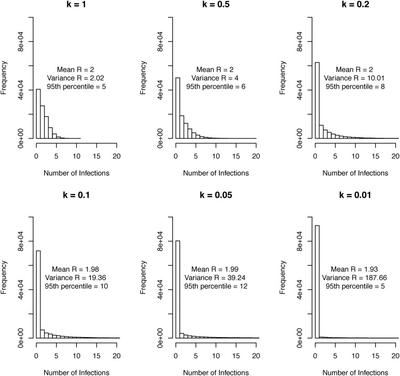 k = 1
k = 0.5
k = 0.2
Frequency
0e+00 4e+04 8e+04
Mean R = 2
Variance R = 2.02
95th percentile = 5
0 5 10 15 20
Number of Infections
Frequency
0e+00 4e+04 8e+04
Mean R = 2
Variance R = 4
95th percentile = 6
0 5 10 15 20
Number of Infections
Frequency
0e+00 4e+04 8e+04
Mean R = 2
Variance R = 10.01
95th percentile = 8
0 5 10 15 20
Number of Infections
k = 0.1
k = 0.05
k = 0.01
Frequency
0e+00 4e+04 8e+04
Mean R = 1.98
Variance R = 19.36
95th percentile = 10
0 5 10 15 20
Number of Infections
Frequency
0e+00 4e+04 8e+04
Mean R = 1.99
Variance R = 39.24
95th percentile = 12
0 5 10 15 20
Number of Infections
Frequency
0e+00 4e+04 8e+04
Mean R = 1.93
Variance R = 187.66
95th percentile = 5
0 5 10 15 20
Number of Infections